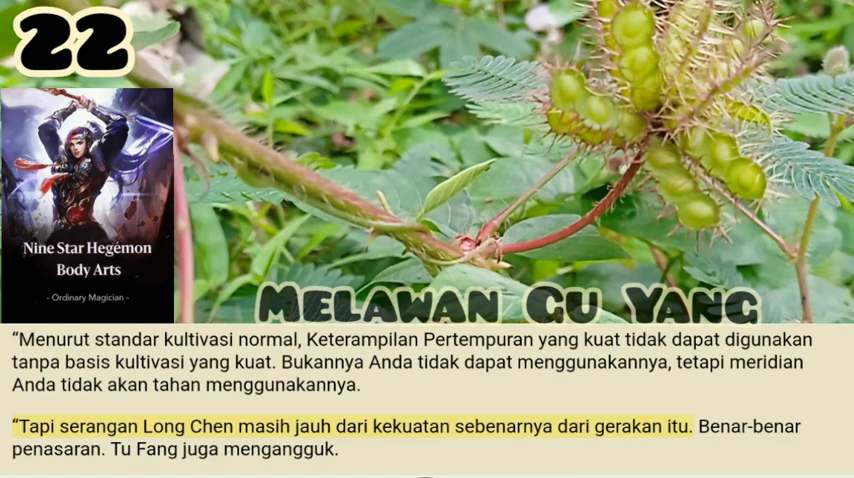 22
Nine Star Hegemon
Body Arts
- Ordinary Magician -
MELAWAN GU YANG
“Menurut standar kultivasi normal, Keterampilan Pertempuran yang kuat tidak dapat digunakan
tanpa basis kultivasi yang kuat. Bukannya Anda tidak dapat menggunakannya, tetapi meridian
Anda tidak akan tahan menggunakannya.
“Tapi serangan Long Chen masih jauh dari kekuatan sebenarnya dari gerakan itu. Benar-benar
penasaran. Tu Fang juga mengangguk.